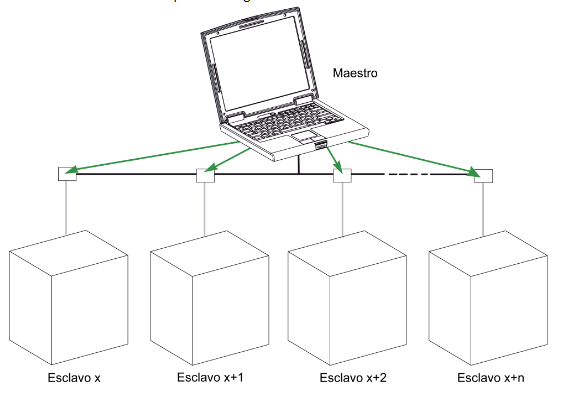 Maestro
Esclavo x
Esclavo x+1
Esclavo x+2
Esclavo x+n